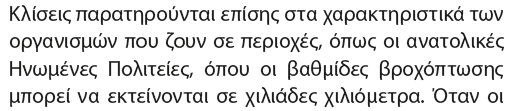 Κλίσεις παρατηρούνται επίσης στα χαρακτηριστικά των
οργανισμών που ζουν σε περιοχές, όπως οι ανατολικές
Ηνωμένες Πολιτείες, όπου οι βαθμίδες βροχόπτωσης
μπορεί να εκτείνονται σε χιλιάδες χιλιόμετρα. Όταν οι